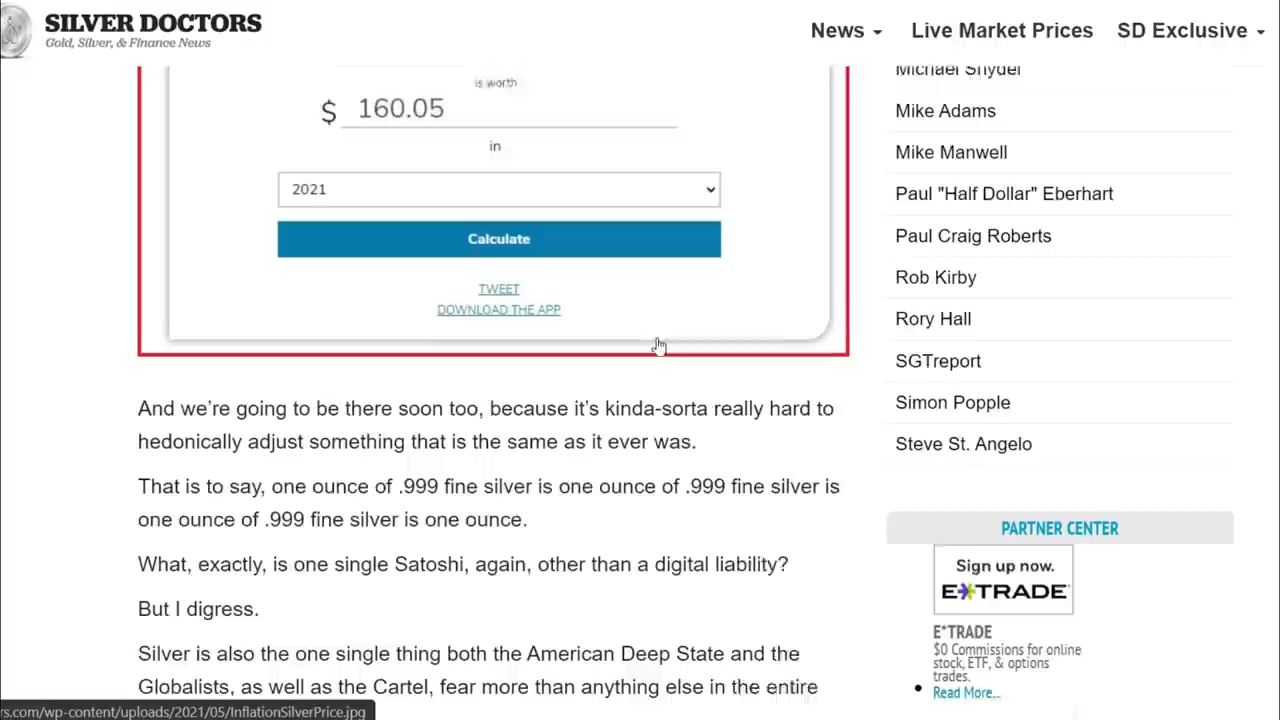 SILVER DOCTORS
Gold, Silver, & Finance News
News
Live Market Prices
SD Exclusive
is worth
$ 160.05
in
2021
Calculate
TWEET
DOWNLOAD THE APP
And we're going to be there soon too, because it's kinda-sorta really hard to
hedonically adjust something that is the same as it ever was.
That is to say, one ounce of .999 fine silver is one ounce of .999 fine silver is
one ounce of .999 fine silver is one ounce.
What, exactly, is one single Satoshi, again, other than a digital liability?
But I digress.
Silver is also the one single thing both the American Deep State and the
Globalists, as well as the Cartel, fear more than anything else in the entire
rs.com/wp-content/uploads/2021/05/InflationSilverPrice.jpg
Michael Snyder
Mike Adams
Mike Manwell
Paul "Half Dollar" Eberhart
Paul Craig Roberts
Rob Kirby
Rory Hall
SGTreport
Simon Popple
Steve St. Angelo
PARTNER CENTER
Sign up now.
E*TRADE
E*TRADE
$0 Commissions for online
stock, ETF, & options
trades.
Read More...